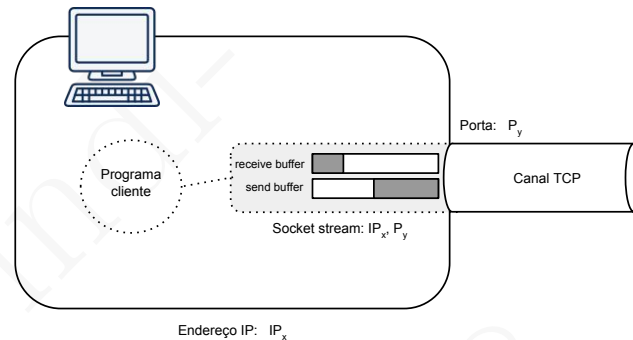 Porta: Py
receive buffer
send buffer
Programa
cliente
Canal TCP
Socket stream: IPx, Py
Endereço IP: IPx